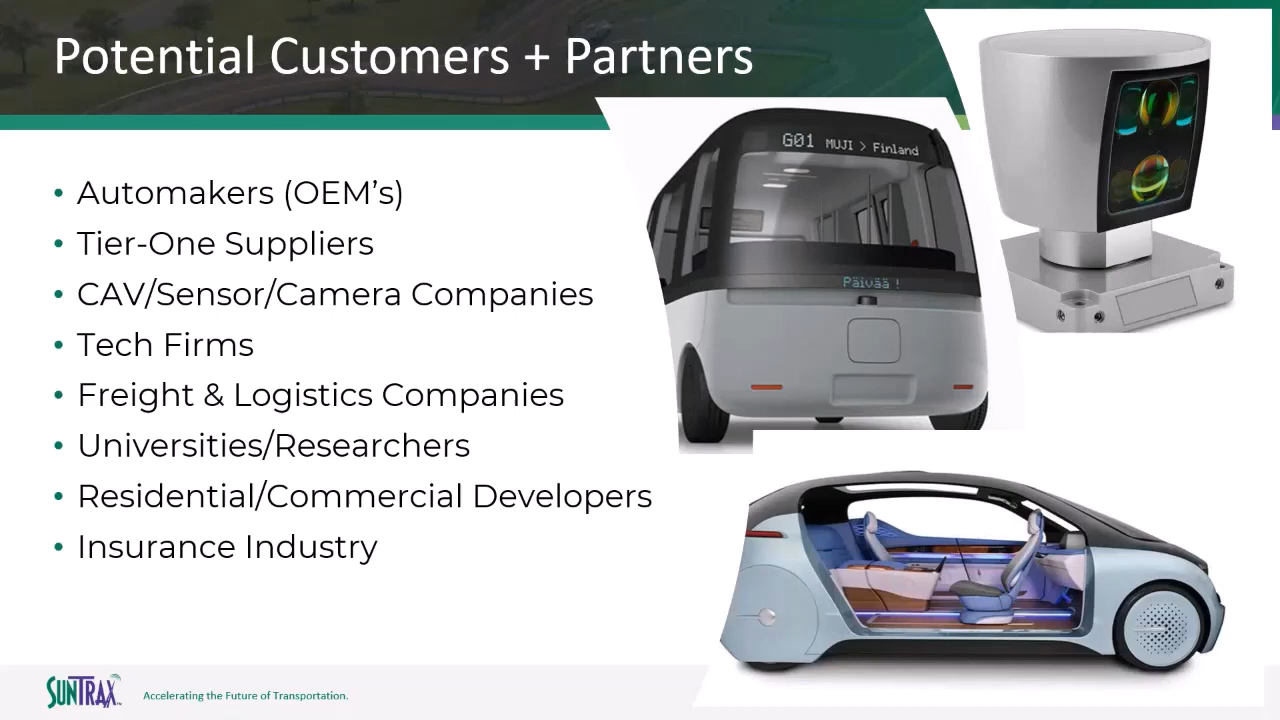 Potential Customers + Partners
G01 MUJI > Finland
Päivää !
• Automakers (OEM’s)
• Tier-One Suppliers
• CAV/Sensor/Camera Companies
• Tech Firms
• Freight & Logistics Companies
• Universities/Researchers
• Residential/Commercial Developers
• Insurance Industry
SUNTRAX™
Accelerating the Future of Transportation.